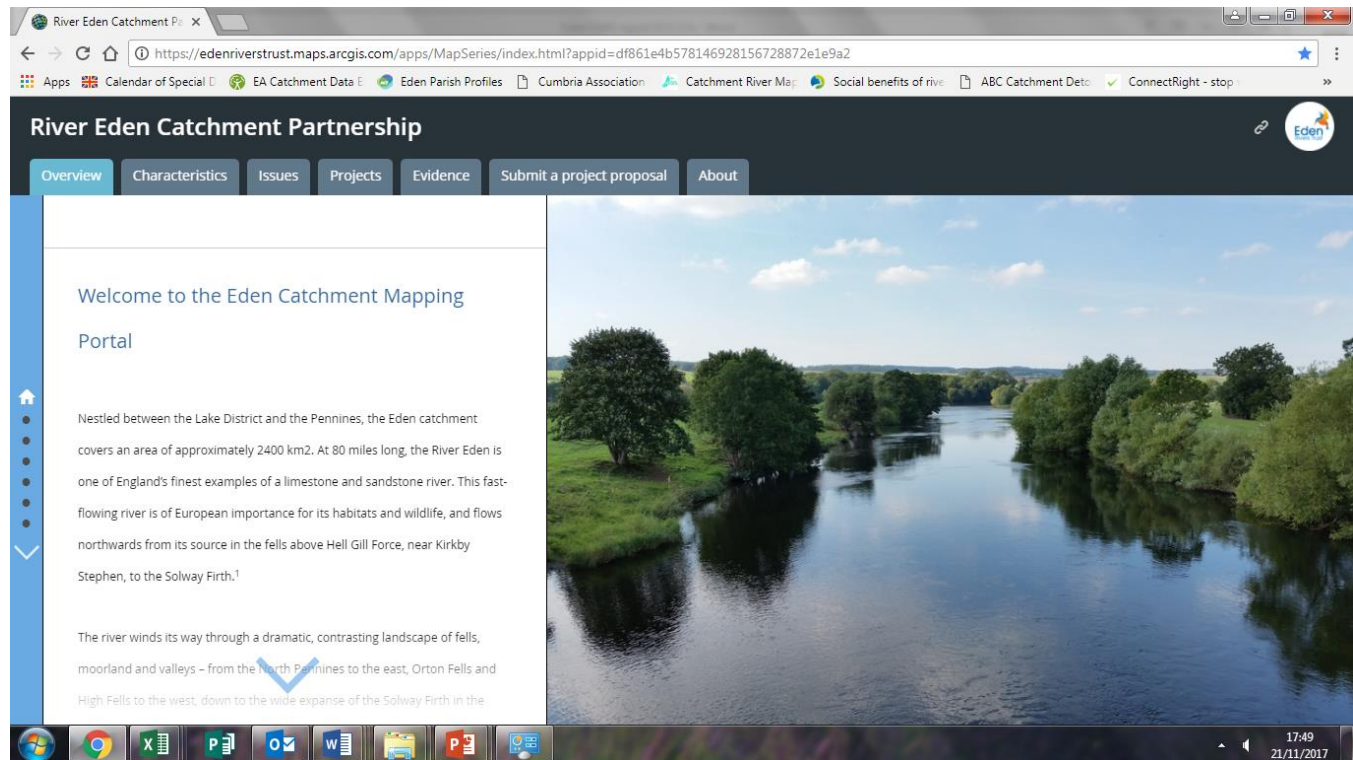 River Eden Catchment Pa
https://edenriverstrust.maps.arcgis.com/apps/MapSeries/index.html?appid=df861e4b578146928156728872e1e9a2
Apps Calendar of Special D EA Catchment Data E Eden Parish Profiles Cumbria Association Catchment River Map Social benefits of rive ABC Catchment Deto ConnectRight - stop
River Eden Catchment Partnership
Eden
Overview Characteristics Issues Projects Evidence Submit a project proposal About
Welcome to the Eden Catchment Mapping
Portal
Nestled between the Lake District and the Pennines, the Eden catchment
covers an area of approximately 2400 km2. At 80 miles long, the River Eden is
one of England's finest examples of a limestone and sandstone river. This fast-
flowing river is of European importance for its habitats and wildlife, and flows
northwards from its source in the fells above Hell Gill Force, near Kirkby
Stephen, to the Solway Firth.¹
The river winds its way through a dramatic, contrasting landscape of fells,
moorland and valleys – from the North Pennines to the east, Orton Fells and
High Fells to the west, down to the wide expanse of the Solway Firth in the
17:49
21/11/2017